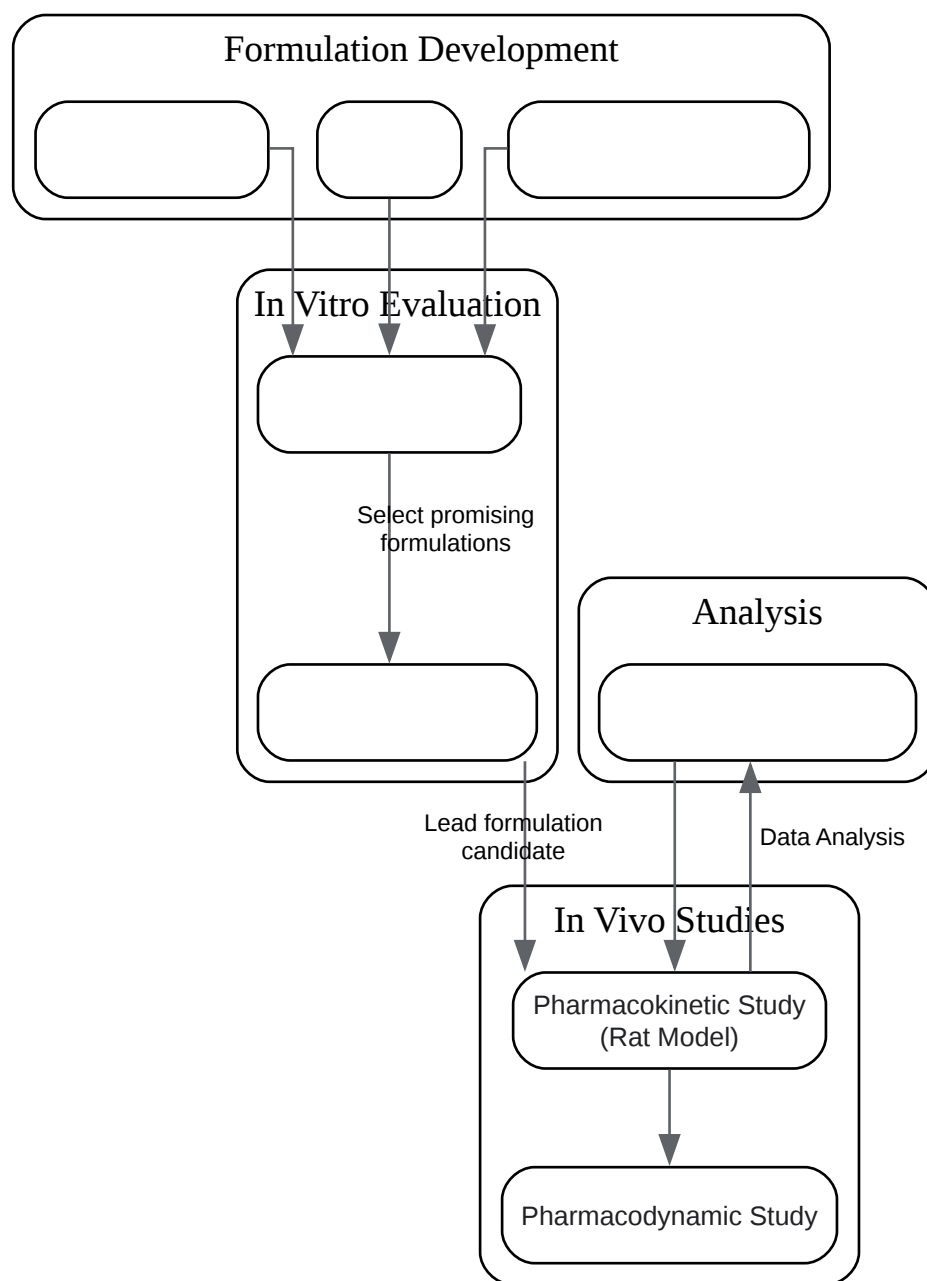 Formulation Development
In Vitro Evaluation
Select promising
formulations
Analysis
Lead formulation
candidate
Data Analysis
In Vivo Studies
Pharmacokinetic Study
(Rat Model)
Pharmacodynamic Study